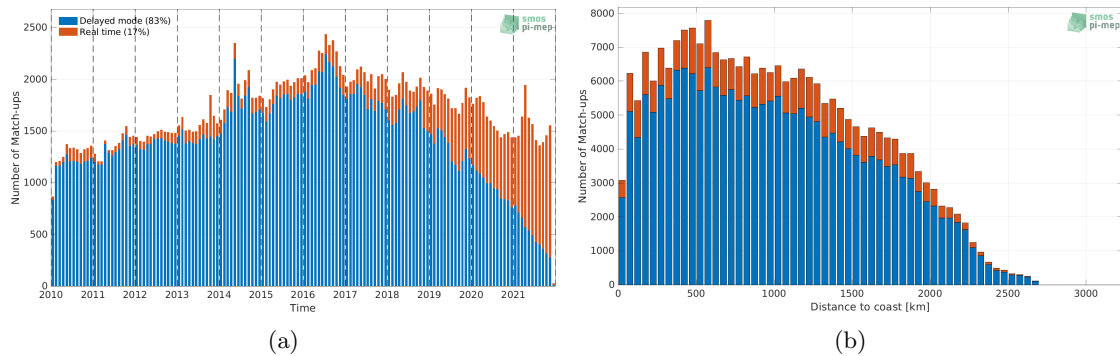 Delayed mode (83%)
Real time (17%)
smos
pi-mep
Number of Match-ups
2500
2000
1500
1000
500
0
2010 2011 2012 2013 2014 2015 2016 2017 2018 2019 2020 2021
Time
(a)
smos
pi-mep
Number of Match-ups
8000
7000
6000
5000
4000
3000
2000
1000
0
0 500 1000 1500 2000 2500 3000
Distance to coast [km]
(b)